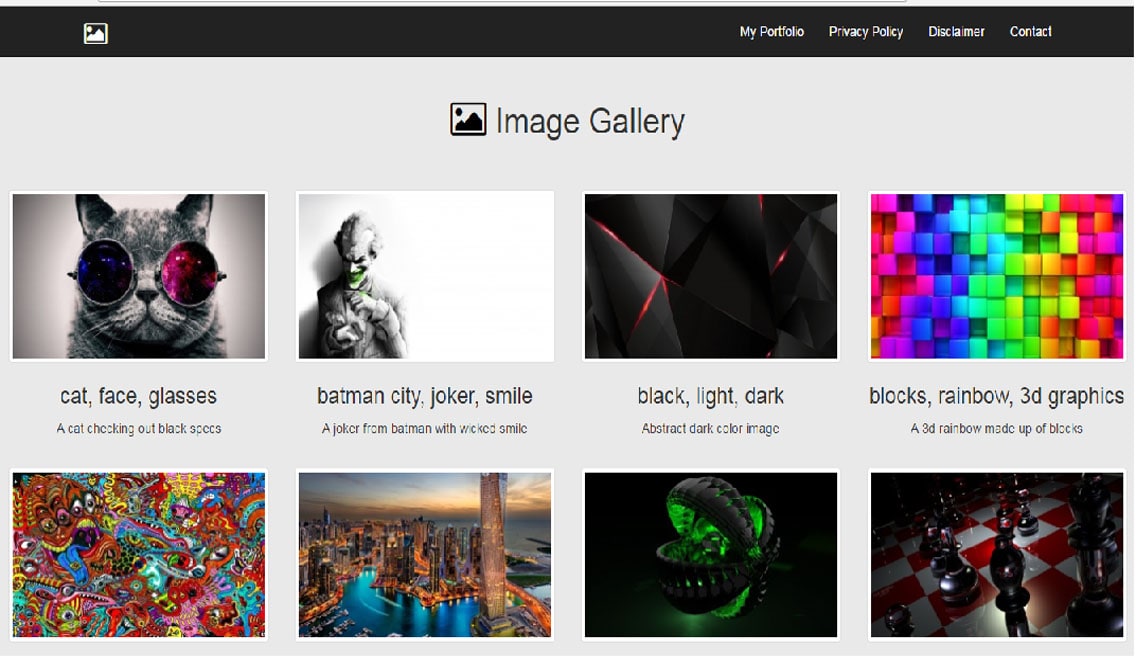 My Portfolio Privacy Policy Disclaimer Contact
Image Gallery
cat, face, glasses
A cat checking out black specs
batman city, joker, smile
A joker from batman with wicked smile
black, light, dark
Abstract dark color image
blocks, rainbow, 3d graphics
A 3d rainbow made up of blocks